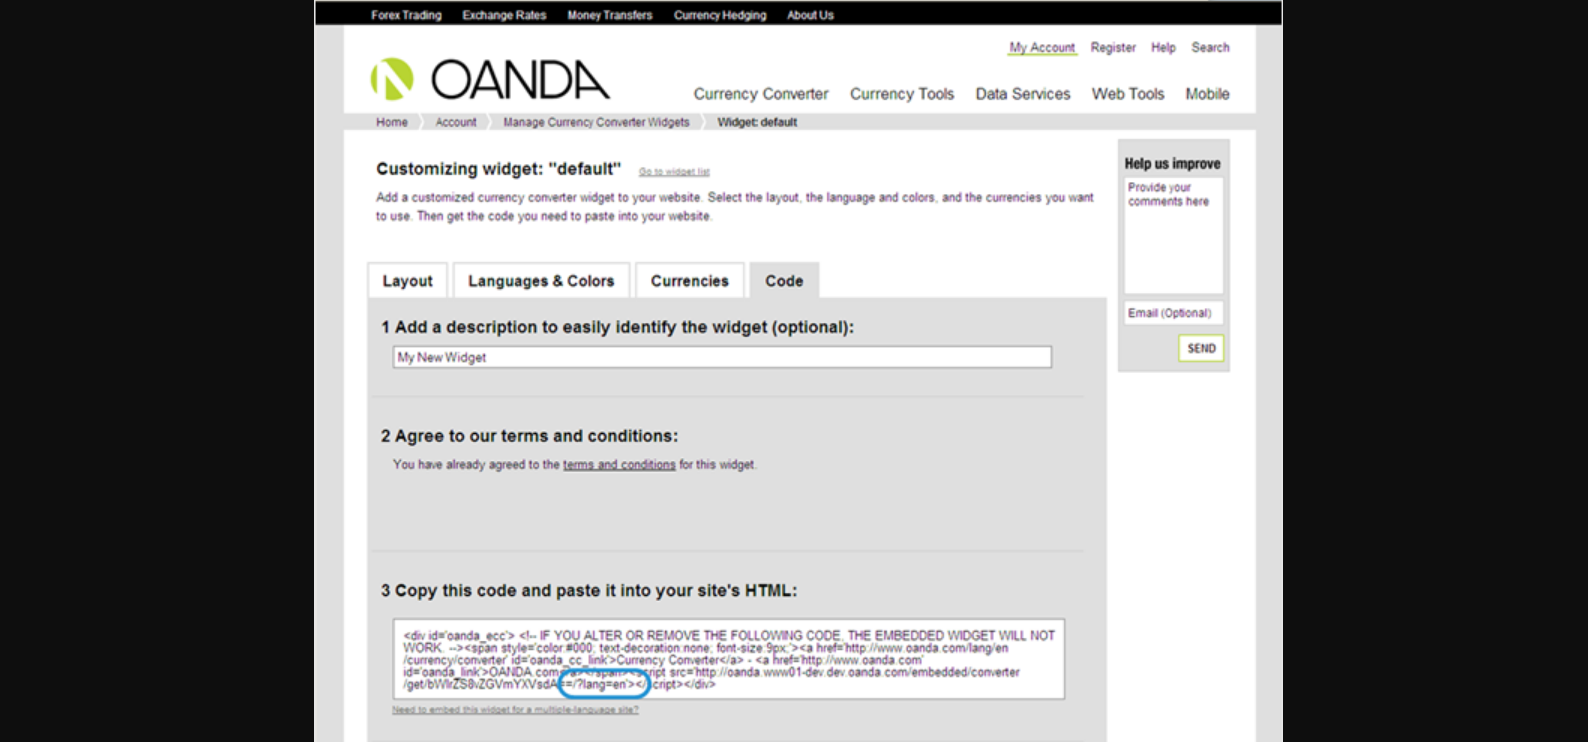 Forex Trading Exchange Rates Money Transfers Currency Hedging About Us
My Account Register Help Search
OANDA
Currency Converter Currency Tools Data Services Web Tools Mobile
Home Account Manage Currency Converter Widgets Widget: default
Customizing widget: "default" Go to widget list
Add a customized currency converter widget to your website. Select the layout, the language and colors, and the currencies you want
to use. Then get the code you need to paste into your website.
Help us improve
Provide your
comments here
Email (Optional)
SEND
Layout Languages & Colors Currencies Code
1 Add a description to easily identify the widget (optional):
My New Widget
2 Agree to our terms and conditions:
You have already agreed to the terms and conditions for this widget.
3 Copy this code and paste it into your site's HTML:
<div id='oanda_ecc'> <!-- IF YOU ALTER OR REMOVE THE FOLLOWING CODE, THE EMBEDDED WIDGET WILL NOT
WORK. --><span style='color:#000; text-decoration:none; font-size:9px;'><a href='http://www.oanda.com/lang/en
/currency/converter' id='oanda_cc_link'>Currency Converter</a> - <a href='http://www.oanda.com'
id='oanda_link'>OANDA.com</a></span><script src='http://oanda.www01-dev.dev.oanda.com/embedded/converter
/get/bWlrZS8vZGVmYXVsdA==/?lang=en'></script></div>
Need to embed this widget for a multiple-language site?